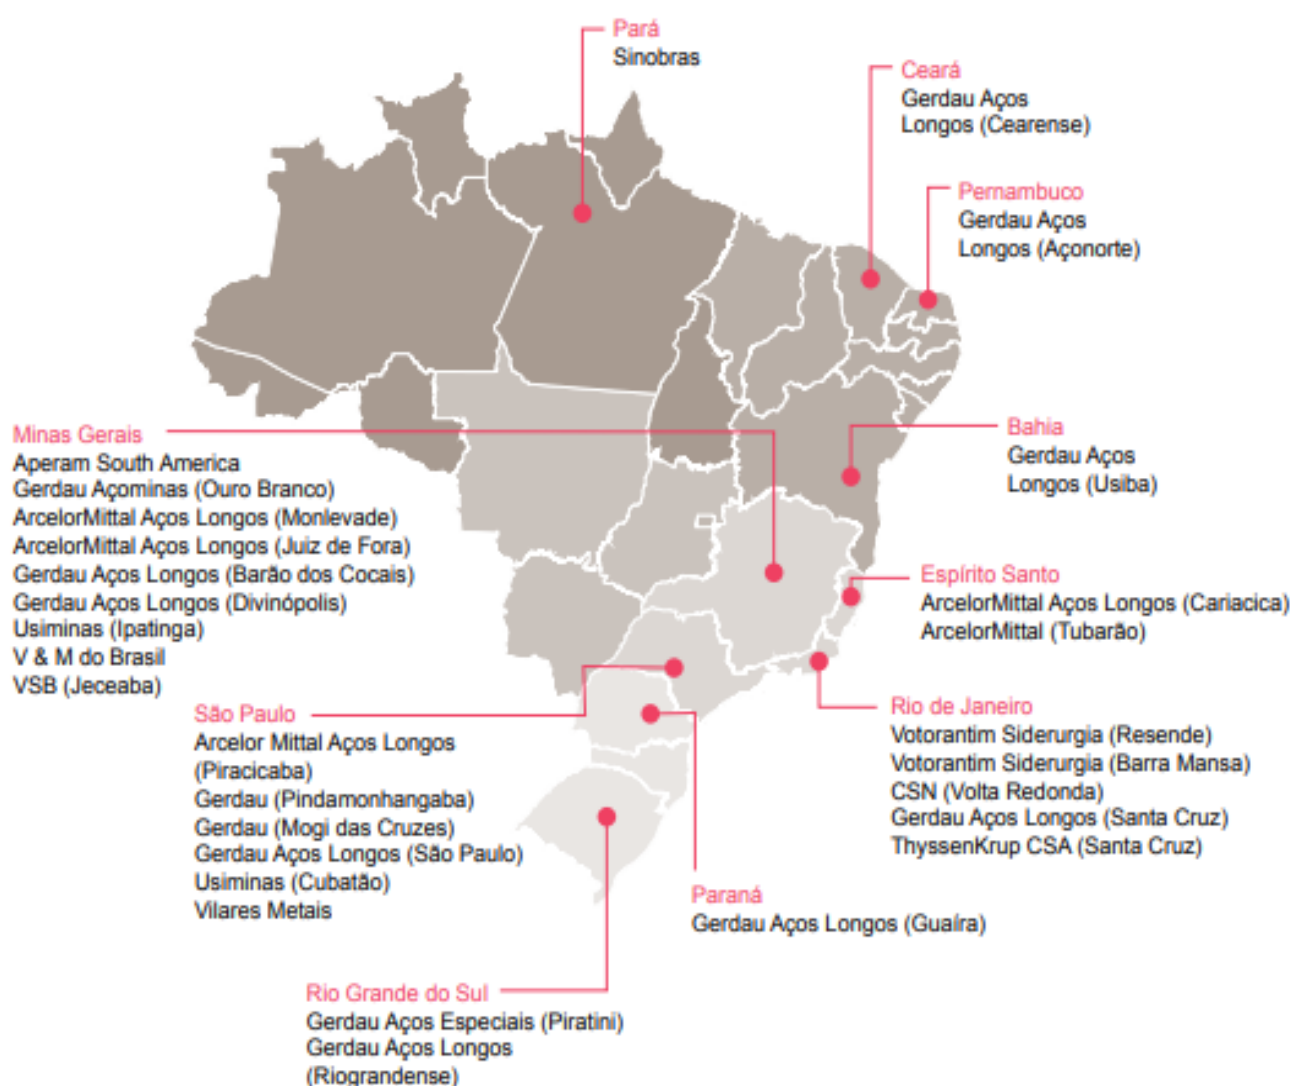 Pará
Sinobras
Ceará
Gerdau Aços
Longos (Cearense)
Pernambuco
Gerdau Aços
Longos (Açonorte)
Minas Gerais
Aperam South America
Gerdau Açominas (Ouro Branco)
ArcelorMittal Aços Longos (Monlevade)
ArcelorMittal Aços Longos (Juiz de Fora)
Gerdau Aços Longos (Barão dos Cocais)
Gerdau Aços Longos (Divinópolis)
Usiminas (Ipatinga)
V & M do Brasil
VSB (Jeceaba)
Bahia
Gerdau Aços
Longos (Usiba)
Espírito Santo
ArcelorMittal Aços Longos (Cariacica)
ArcelorMittal (Tubarão)
São Paulo
Arcelor Mittal Aços Longos
(Piracicaba)
Gerdau (Pindamonhangaba)
Gerdau (Mogi das Cruzes)
Gerdau Aços Longos (São Paulo)
Usiminas (Cubatão)
Vilares Metais
Rio de Janeiro
Votorantim Siderurgia (Resende)
Votorantim Siderurgia (Barra Mansa)
CSN (Volta Redonda)
Gerdau Aços Longos (Santa Cruz)
ThyssenKrup CSA (Santa Cruz)
Paraná
Gerdau Aços Longos (Guaíra)
Rio Grande do Sul
Gerdau Aços Especiais (Piratini)
Gerdau Aços Longos
(Riograndense)